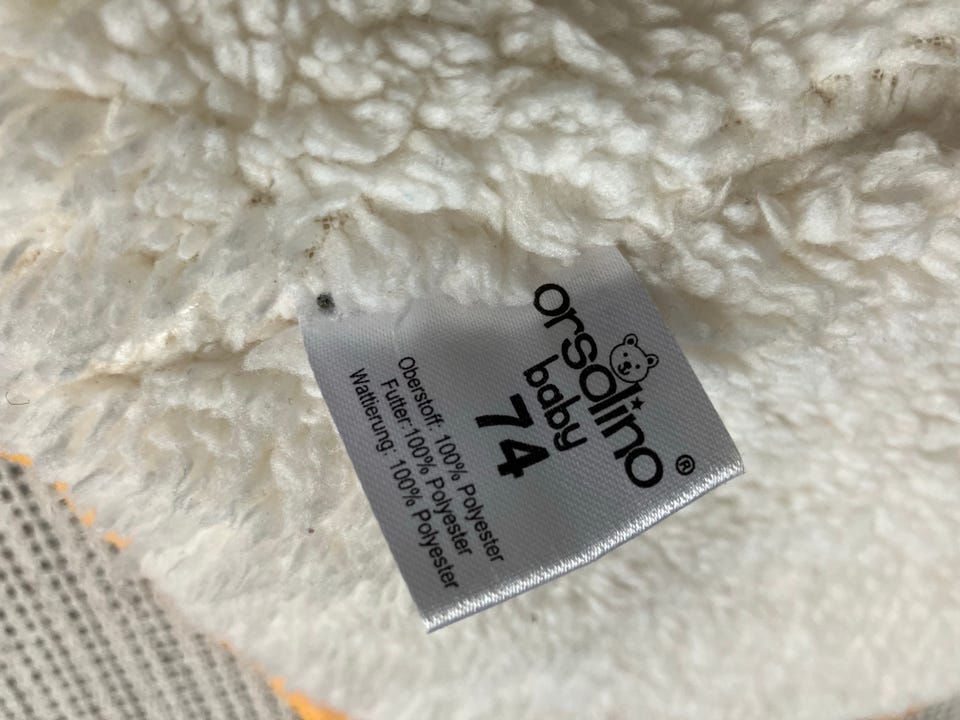 orsolino®
baby
74
Oberstoff: 100% Polyester
Futter:100% Polyester
Wattierung: 100% Polyester